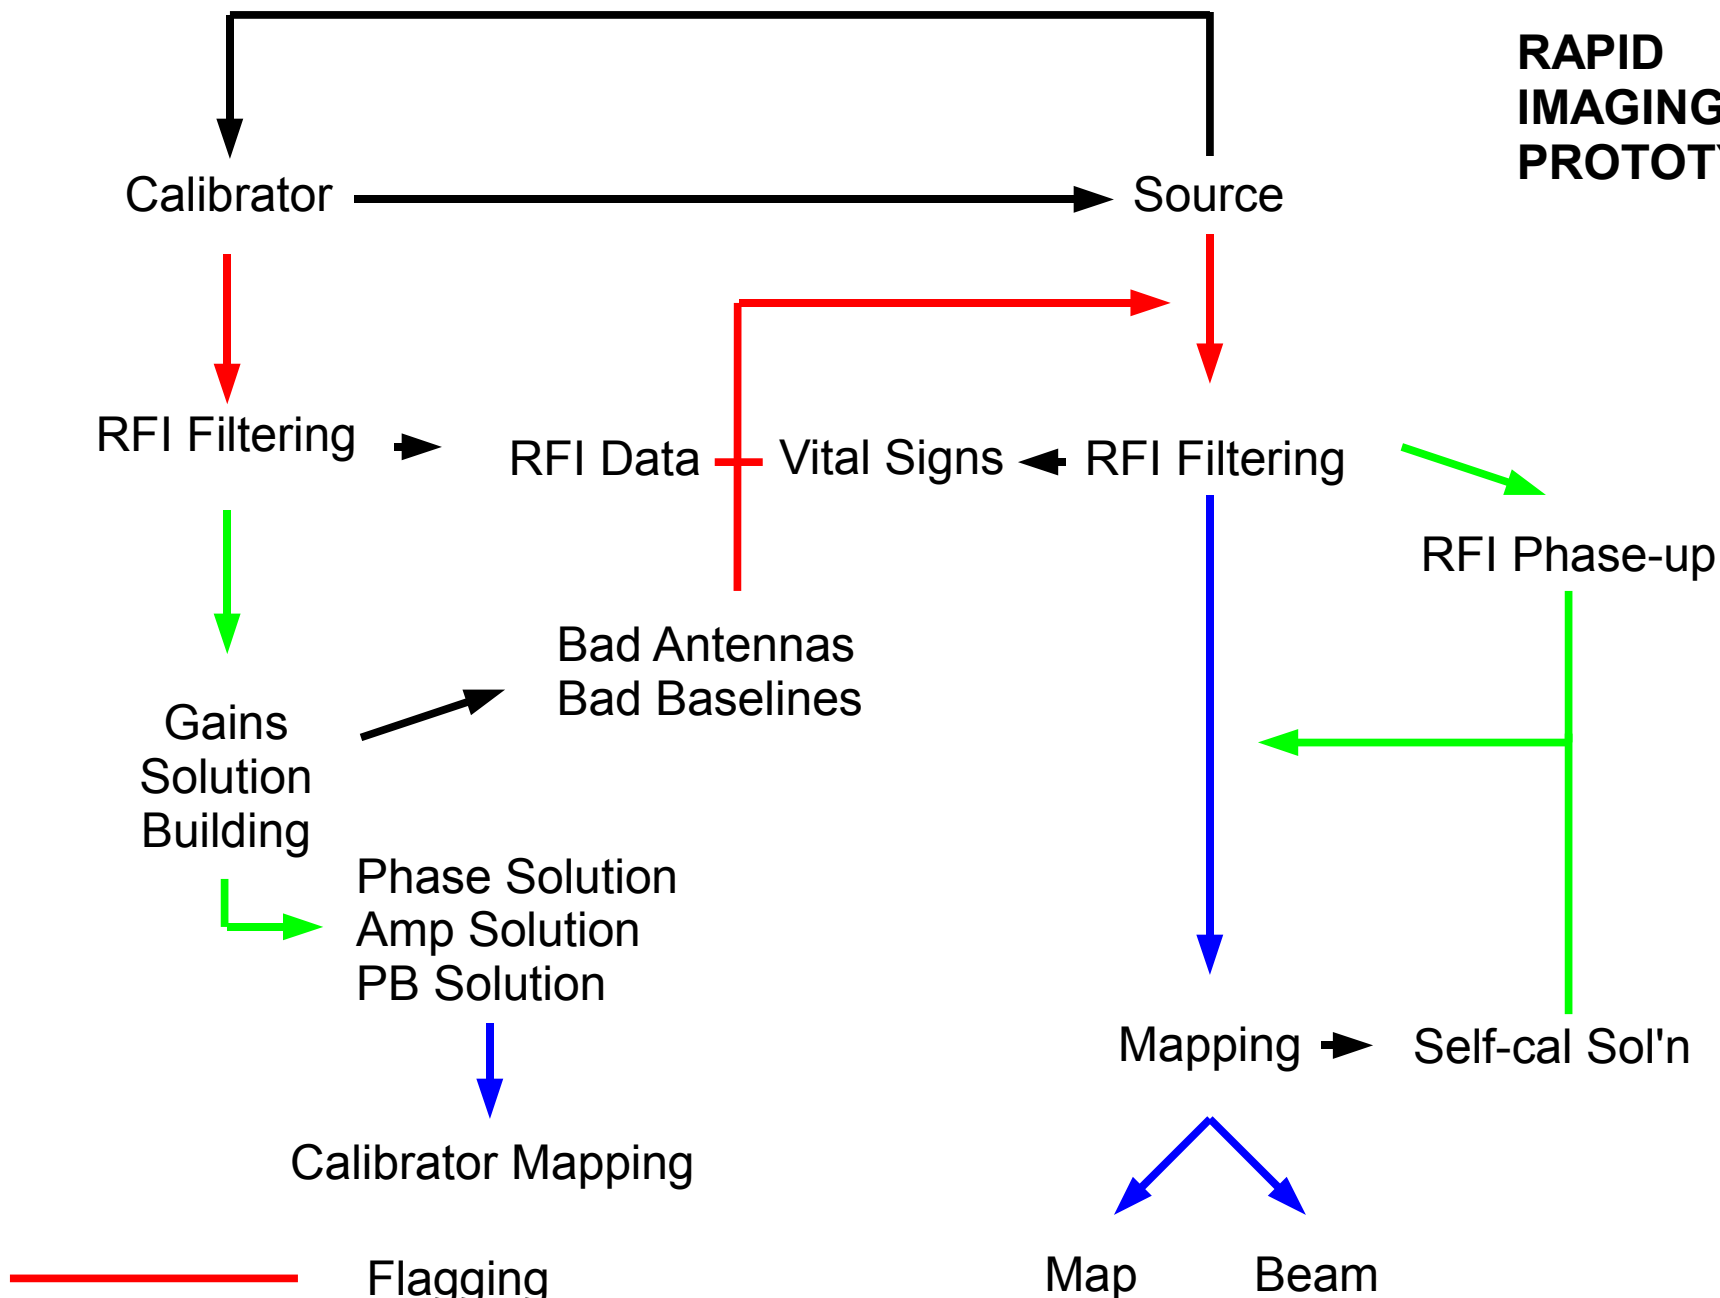 RAPID
IMAGING
Calibrator
Source
RFI Filtering
RFI Data
Vital Signs
RFI Filtering
RFI Phase-up
Bad Antennas
Bad Baselines
Gains
Solution
Building
Phase Solution
Amp Solution
PB Solution
Mapping
Self-cal Sol'n
Calibrator Mapping
Map
Beam
Flagging